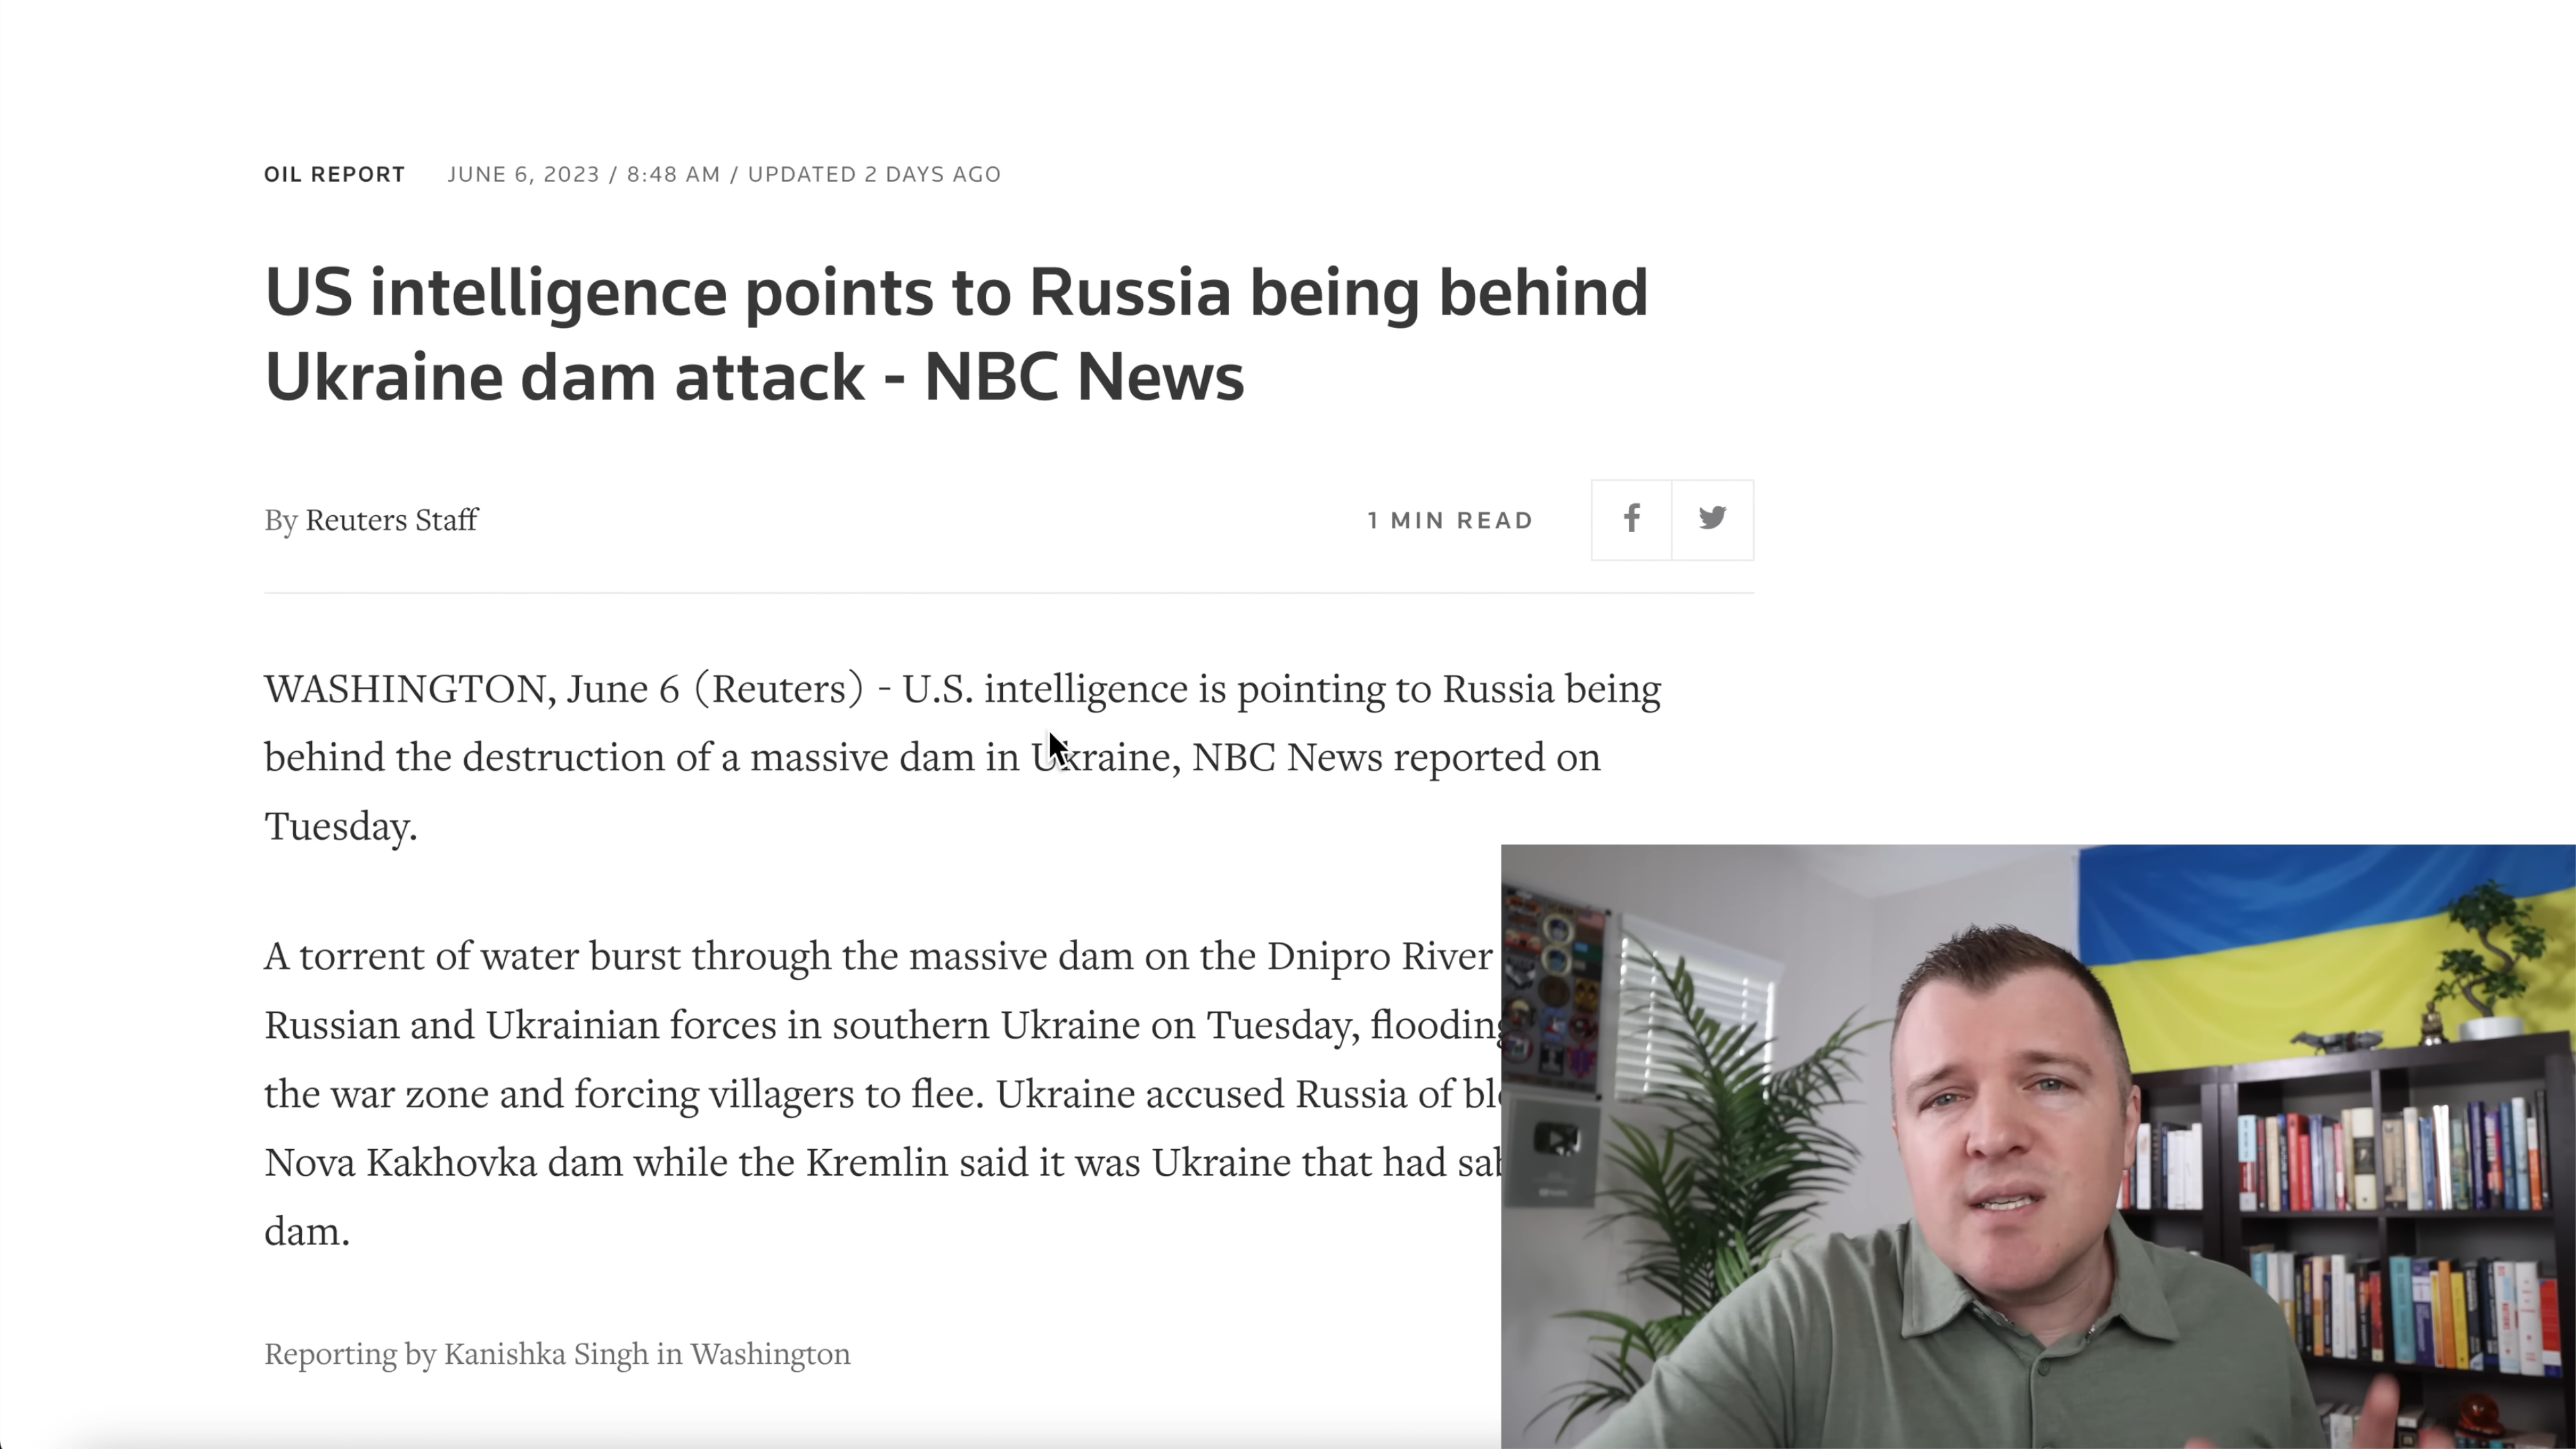 OIL REPORT JUNE 6, 2023 / 8:48 AM / UPDATED 2 DAYS AGO
US intelligence points to Russia being behind
Ukraine dam attack - NBC News
By Reuters Staff 1 MIN READ
WASHINGTON, June 6 (Reuters) - U.S. intelligence is pointing to Russia being
behind the destruction of a massive dam in Ukraine, NBC News reported on
Tuesday.
A torrent of water burst through the massive dam on the Dnipro River
Russian and Ukrainian forces in southern Ukraine on Tuesday, flooding
the war zone and forcing villagers to flee. Ukraine accused Russia of
Nova Kakhovka dam while the Kremlin said it was Ukraine that had
dam.
Reporting by Kanishka Singh in Washington